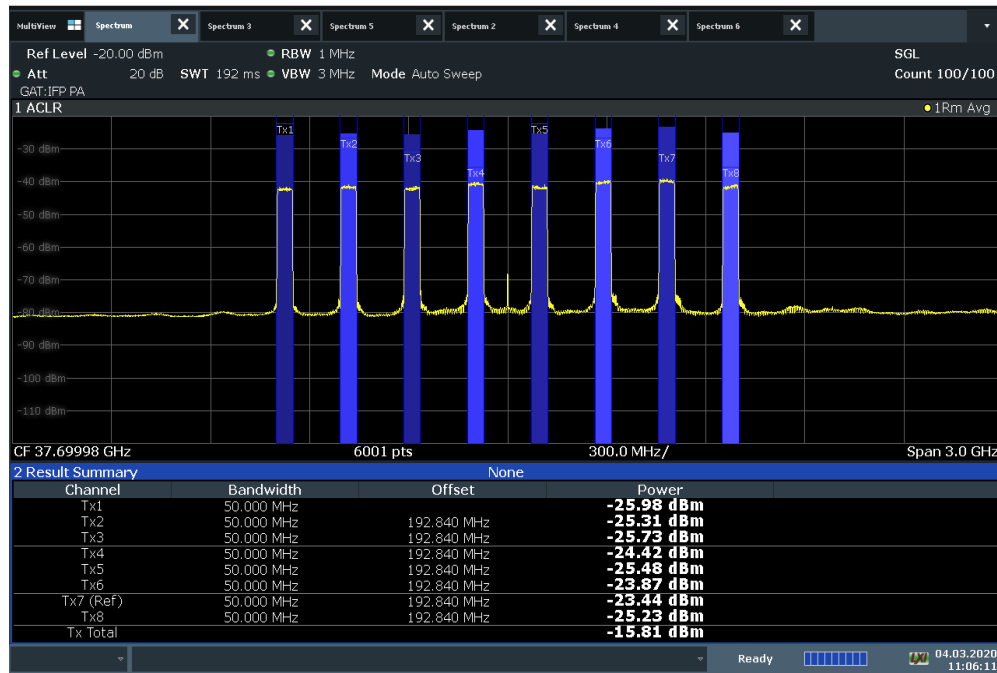 MultiView Spectrum X Spectrum 3 X Spectrum 5 X Spectrum 2 X Spectrum 4 X Spectrum 6 X
Ref Level -20.00 dBm RBW 1 MHz SGL
Att 20 dB SWT 192 ms VBW 3 MHz Mode Auto Sweep Count 100/100
GAT:IFP PA
1 ACLR 1Rm Avg
Tx1 Tx5
Tx2 Tx6
-30 dBm
Tx3 Tx7
Tx4 Tx8
-40 dBm
-50 dBm
-60 dBm
-70 dBm
-80 dBm
-90 dBm
-100 dBm
-110 dBm
CF 37.69998 GHz 6001 pts 300.0 MHz/ Span 3.0 GHz
2 Result Summary None
Channel Bandwidth Offset Power
Tx1 50.000 MHz -25.98 dBm
Tx2 50.000 MHz 192.840 MHz -25.31 dBm
Tx3 50.000 MHz 192.840 MHz -25.73 dBm
Tx4 50.000 MHz 192.840 MHz -24.42 dBm
Tx5 50.000 MHz 192.840 MHz -25.48 dBm
Tx6 50.000 MHz 192.840 MHz -23.87 dBm
Tx7 (Ref) 50.000 MHz 192.840 MHz -23.44 dBm
Tx8 50.000 MHz 192.840 MHz -25.23 dBm
Tx Total -15.81 dBm
Ready LXI 04.03.2020
11:06:11